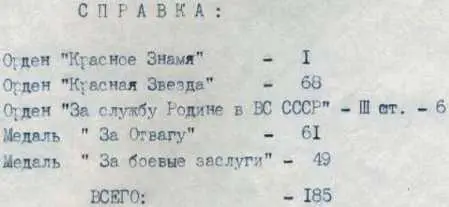 СПРАВКА:
Орден "Красное Знамя" - I
Орден "Красная Звезда" - 68
Орден "За службу Родине в ВС СССР" - III ст. - 6
Медаль " За Отвагу" - 61
Медаль " За боевые заслуги" - 49
ВСЕГО: - I85